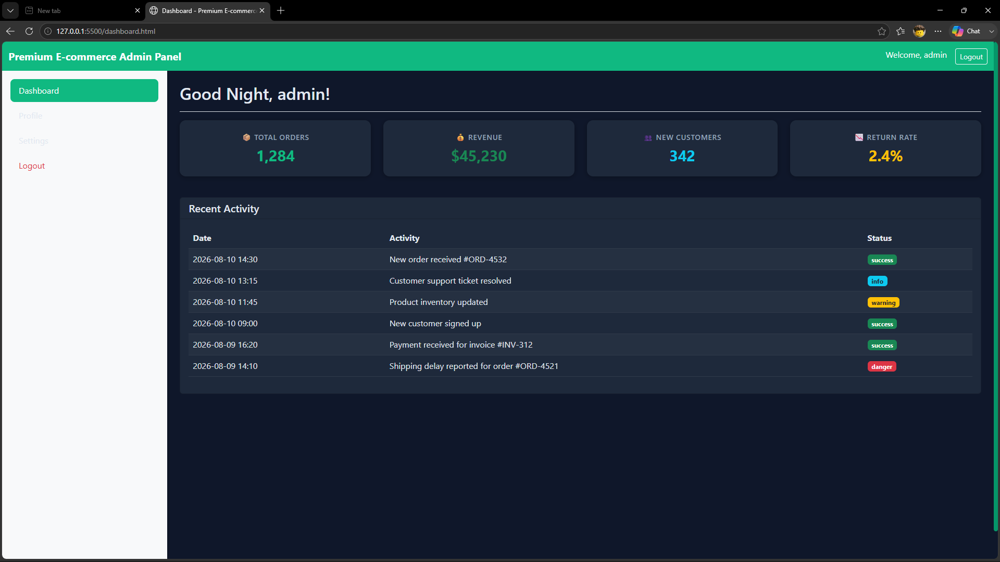 New tab
Dashboard - Premium E-commerc
127.0.0.1:5500/dashboard.html
Chat
Premium E-commerce Admin Panel
Welcome, admin
Logout
Dashboard
Profile
Settings
Logout
Good Night, admin!
TOTAL ORDERS
1,284
REVENUE
$45,230
NEW CUSTOMERS
342
RETURN RATE
2.4%
Recent Activity
Date Activity Status
2026-08-10 14:30 New order received #ORD-4532 success
2026-08-10 13:15 Customer support ticket resolved info
2026-08-10 11:45 Product inventory updated warning
2026-08-10 09:00 New customer signed up success
2026-08-09 16:20 Payment received for invoice #INV-312 success
2026-08-09 14:10 Shipping delay reported for order #ORD-4521 danger